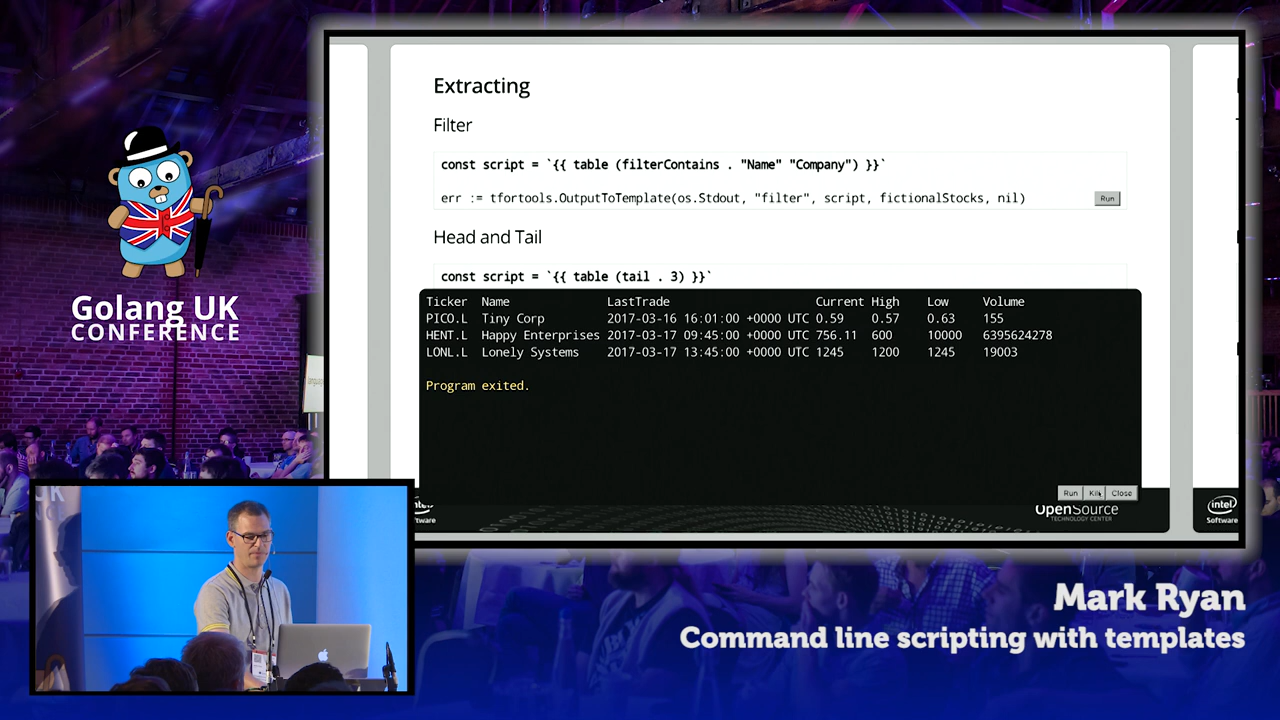 Extracting
Filter
const script = `{{ table (filterContains . "Name" "Company") }}`
err := tfortools.OutputToTemplate(os.Stdout, "filter", script, fictionalStocks, nil)
Run
Head and Tail
const script = `{{ table (tail . 3) }}`
Ticker Name LastTrade Current High Low Volume
PICO.L Tiny Corp 2017-03-16 16:01:00 +0000 UTC 0.59 0.57 0.63 155
HENT.L Happy Enterprises 2017-03-17 09:45:00 +0000 UTC 756.11 600 10000 6395624278
LONL.L Lonely Systems 2017-03-17 13:45:00 +0000 UTC 1245 1200 1245 19003
Program exited.
Run Kill Close
intel
Software
OpenSource
TECHNOLOGY CENTER
intel
Software
Golang UK
CONFERENCE
Mark Ryan
Command line scripting with templates